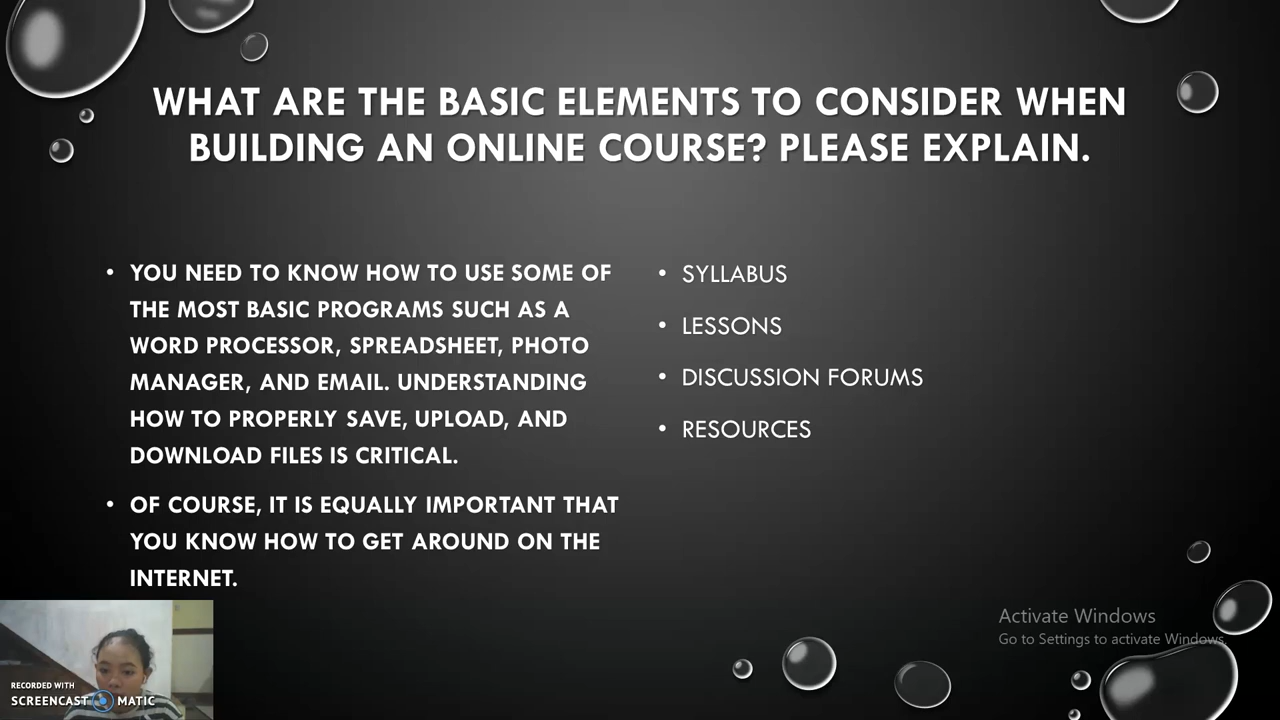 WHAT ARE THE BASIC ELEMENTS TO CONSIDER WHEN
BUILDING AN ONLINE COURSE? PLEASE EXPLAIN.
• YOU NEED TO KNOW HOW TO USE SOME OF
THE MOST BASIC PROGRAMS SUCH AS A
WORD PROCESSOR, SPREADSHEET, PHOTO
MANAGER, AND EMAIL. UNDERSTANDING
HOW TO PROPERLY SAVE, UPLOAD, AND
DOWNLOAD FILES IS CRITICAL.
• OF COURSE, IT IS EQUALLY IMPORTANT THAT
YOU KNOW HOW TO GET AROUND ON THE
INTERNET.
• SYLLABUS
• LESSONS
• DISCUSSION FORUMS
• RESOURCES
Activate Windows
Go to Settings to activate Windows.
RECORDED WITH
SCREENCAST MATIC